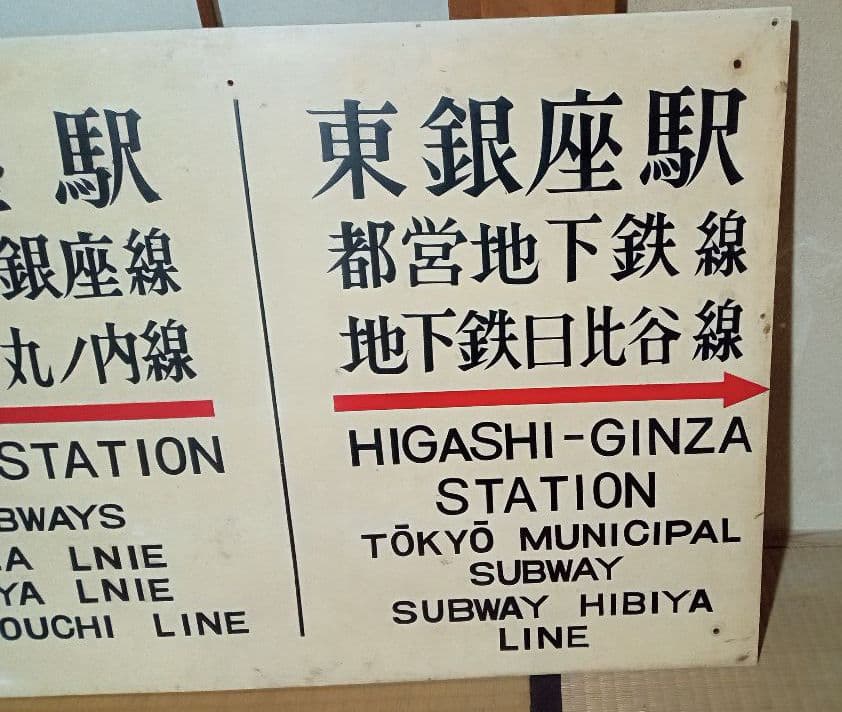 駅
銀座線
丸ノ内線
STATION
BWAYS
A LNIE
YA LNIE
OUCHI LINE
東銀座駅
都営地下鉄線
地下鉄日比谷線
HIGASHI-GINZA
STATION
TŌKYŌ MUNICIPAL
SUBWAY
SUBWAY HIBIYA
LINE